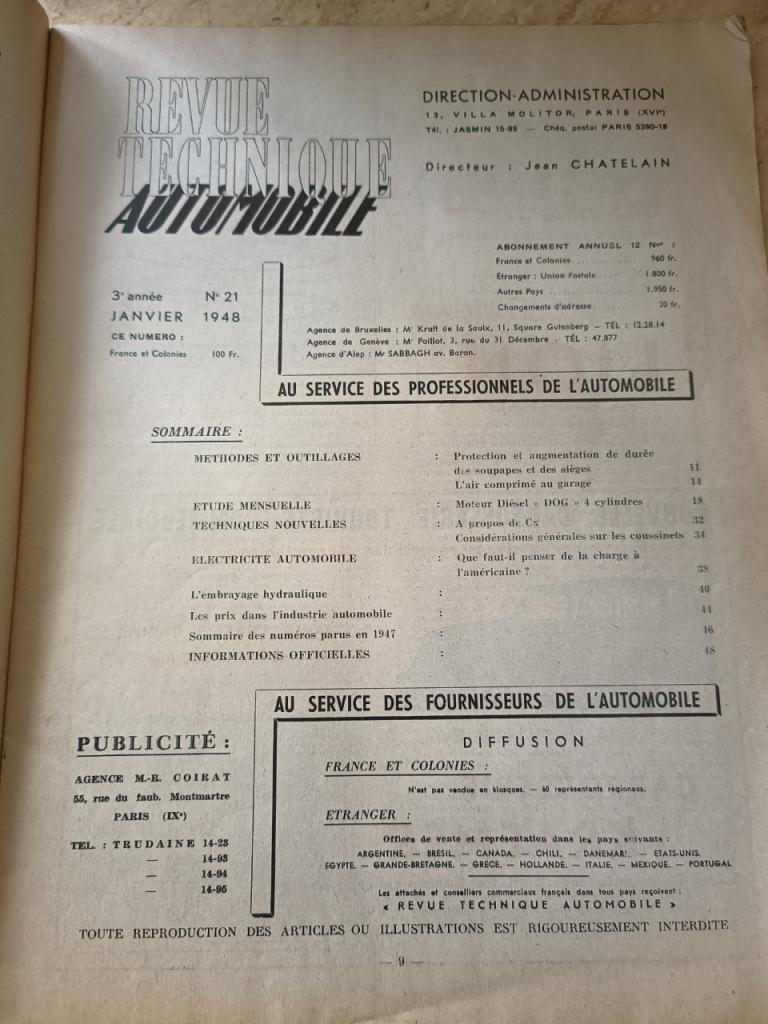 REVUE
TECHNIQUE
AUTOMOBILE
DIRECTION-ADMINISTRATION
13, VILLA MOLITOR, PARIS (XVIe)
Tél. : JASMIN 15-99 — Chèq. postal PARIS 5390-18
Directeur : Jean CHATELAIN
3e année N° 21
JANVIER 1948
CE NUMERO :
France et Colonies 100 Fr.
ABONNEMENT ANNUEL 12 Nos :
France et Colonies 960 fr.
Étranger : Union Postale 1.800 fr.
Autres Pays 1.950 fr.
Changements d'adresse 20 fr.
Agence de Bruxelles : Mr Kraft de la Saulx, 11, Square Gutenberg — TÉL : 12.28.14
Agence de Genève : Mr Paillot, 3, rue du 31 Décembre - TÉL : 47.877
Agence d'Alep : Mr SABBAGH av. Baron.
AU SERVICE DES PROFESSIONNELS DE L'AUTOMOBILE
SOMMAIRE :
METHODES ET OUTILLAGES : Protection et augmentation de durée
des soupapes et des sièges 11
L'air comprimé au garage 14
ETUDE MENSUELLE : Moteur Diésel « DOG » 4 cylindres 18
TECHNIQUES NOUVELLES : A propos de Cx 32
Considérations générales sur les coussinets 34
ELECTRICITE AUTOMOBILE : Que faut-il penser de la charge à
l'américaine ? 38
L'embrayage hydraulique : 40
Les prix dans l'industrie automobile : 44
Sommaire des numéros parus en 1947 : 46
INFORMATIONS OFFICIELLES : 48
AU SERVICE DES FOURNISSEURS DE L'AUTOMOBILE
PUBLICITÉ :
AGENCE M.-R. COIRAT
55, rue du faub. Montmartre
PARIS (IXe)
TEL. : TRUDAINE 14-23
— 14-93
— 14-94
— 14-95
DIFFUSION
FRANCE ET COLONIES :
N'est pas vendue en kiosques. — 60 représentants régionaux.
ETRANGER :
Offices de vente et représentation dans les pays suivants :
ARGENTINE. — BRESIL. — CANADA. — CHILI. — DANEMARK. — ETATS-UNIS.
EGYPTE. — GRANDE-BRETAGNE. — GRECE. — HOLLANDE. — ITALIE. — MEXIQUE. — PORTUGAL
Les attachés et conseillers commerciaux français dans tous pays reçoivent :
« REVUE TECHNIQUE AUTOMOBILE »
TOUTE REPRODUCTION DES ARTICLES OU ILLUSTRATIONS EST RIGOUREUSEMENT INTERDITE
— 9 —